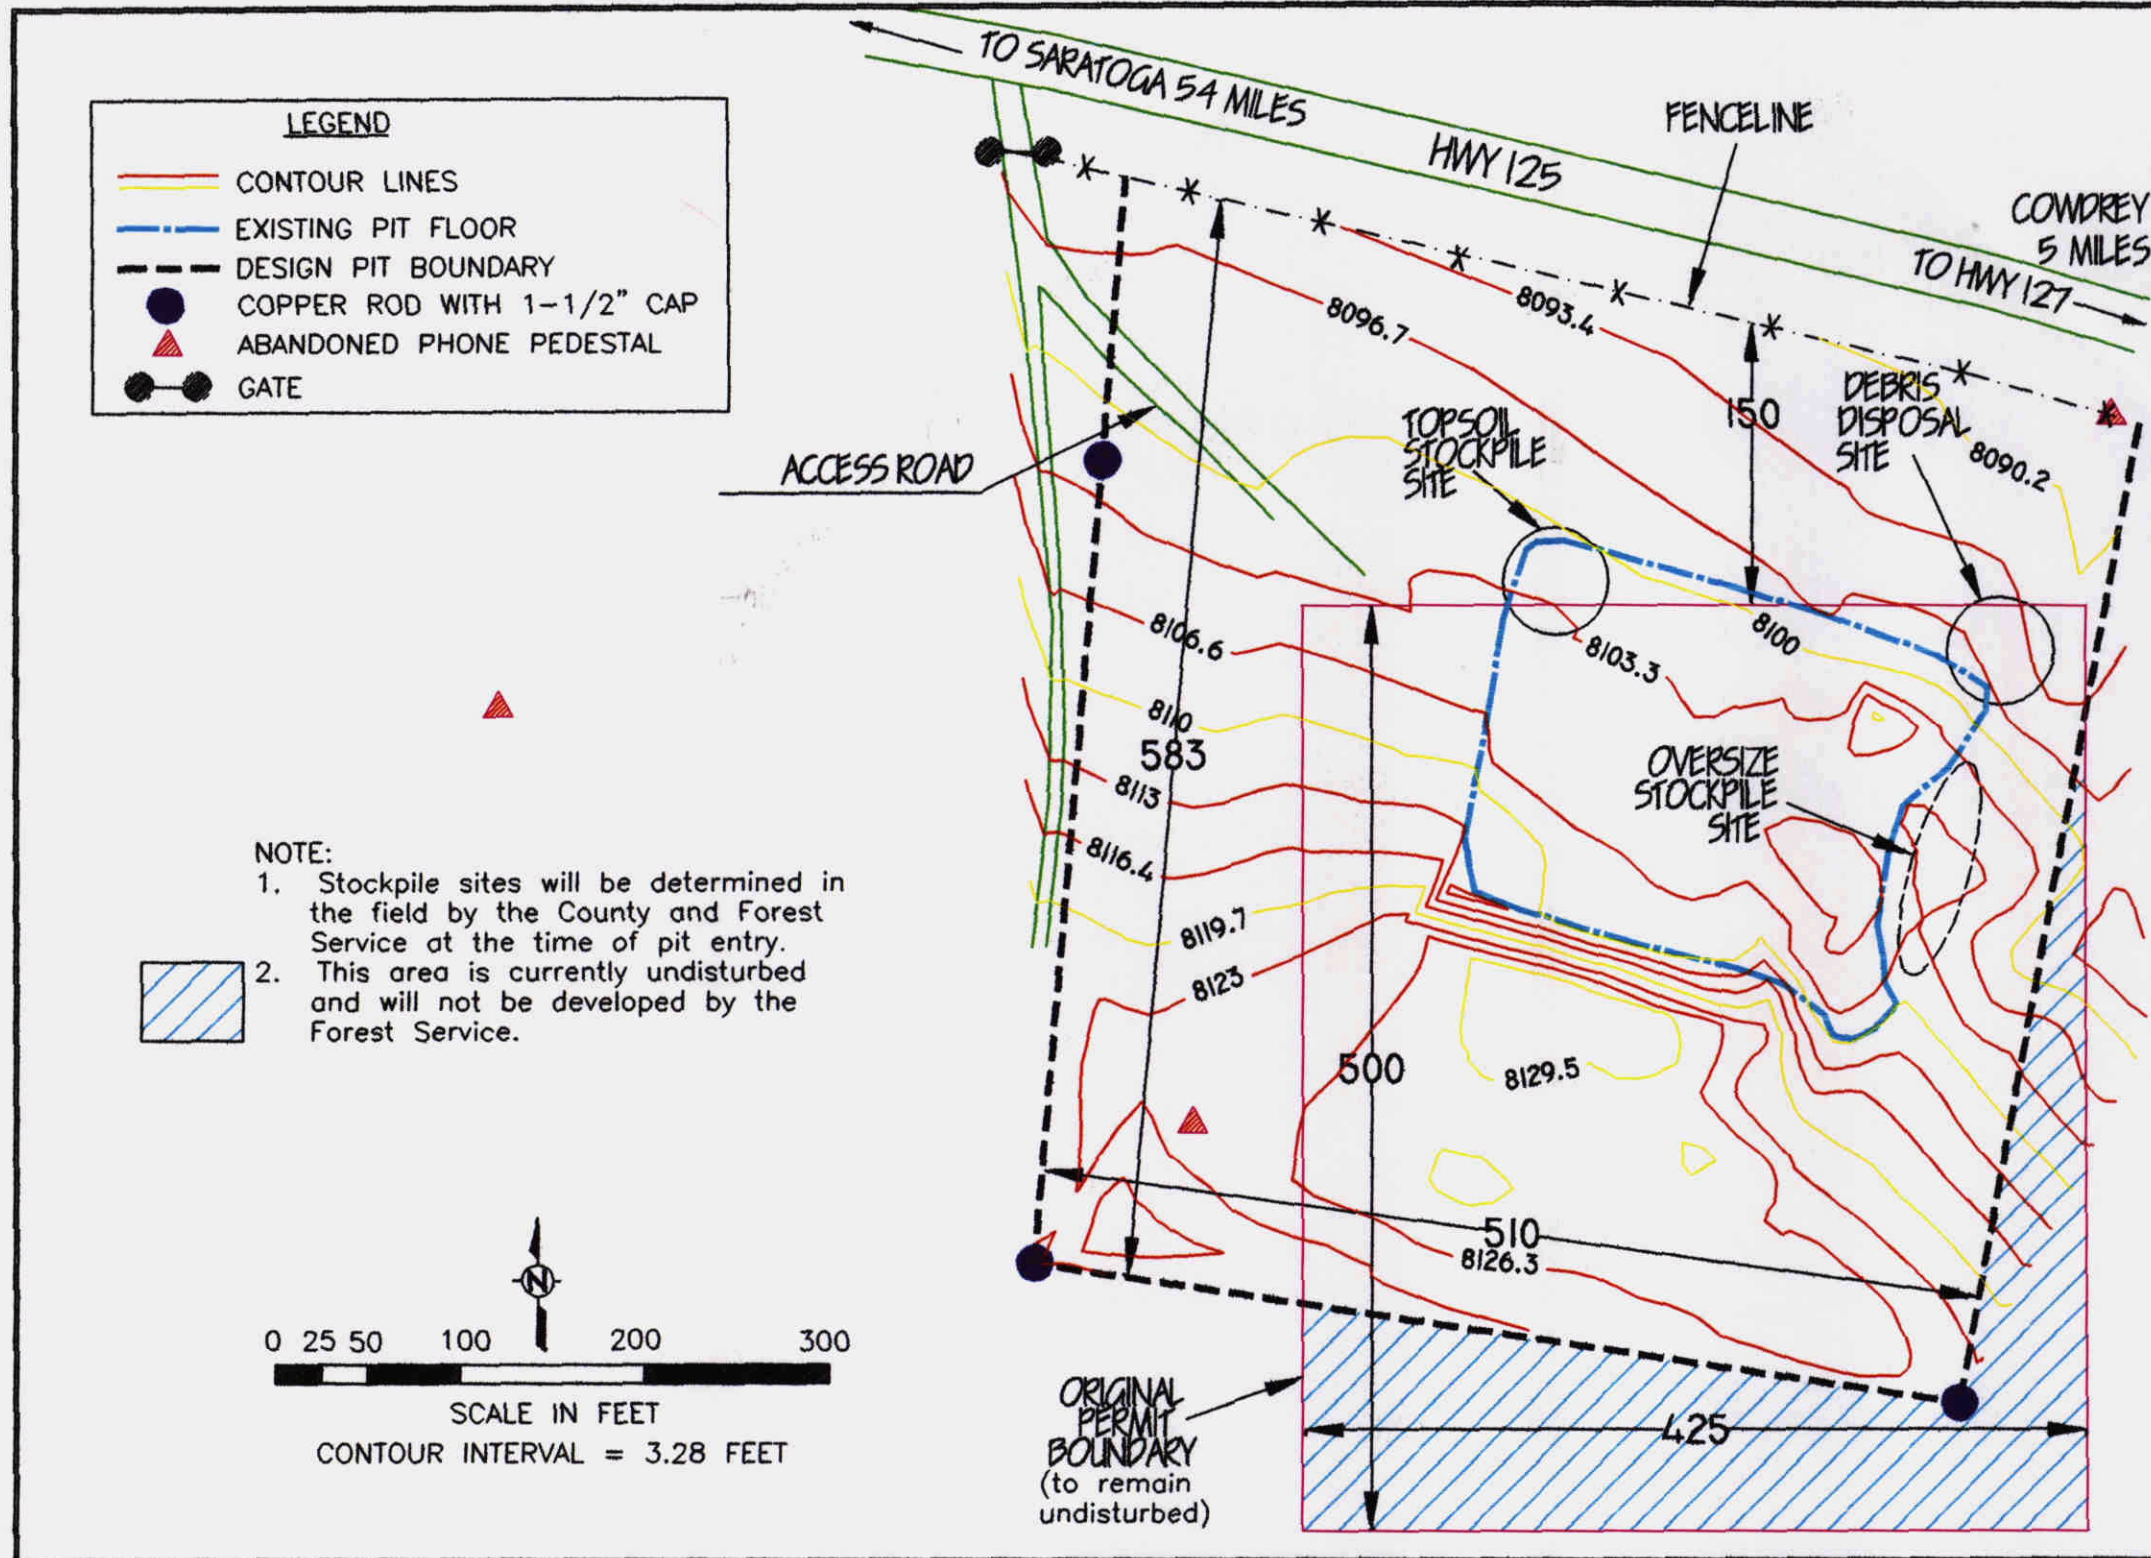 TO SARATOGA 54 MILES
HWY 125
FENCELINE
COWDREY
5 MILES
TO HWY 127
LEGEND
CONTOUR LINES
EXISTING PIT FLOOR
DESIGN PIT BOUNDARY
COPPER ROD WITH 1-1/2" CAP
ABANDONED PHONE PEDESTAL
GATE
8096.7
8093.4
150
DEBRIS
DISPOSAL
SITE
8090.2
TOPSOIL
STOCKPILE
SITE
ACCESS ROAD
8106.6
8100
8103.3
8110
583
8113
OVERSIZE
STOCKPILE
SITE
8116.4
8119.7
8123
NOTE:
1. Stockpile sites will be determined in
the field by the County and Forest
Service at the time of pit entry.
2. This area is currently undisturbed
and will not be developed by the
Forest Service.
500
8129.5
510
8126.3
N
0 25 50 100 200 300
SCALE IN FEET
CONTOUR INTERVAL = 3.28 FEET
ORIGINAL
PERMIT
BOUNDARY
(to remain
undisturbed)
425